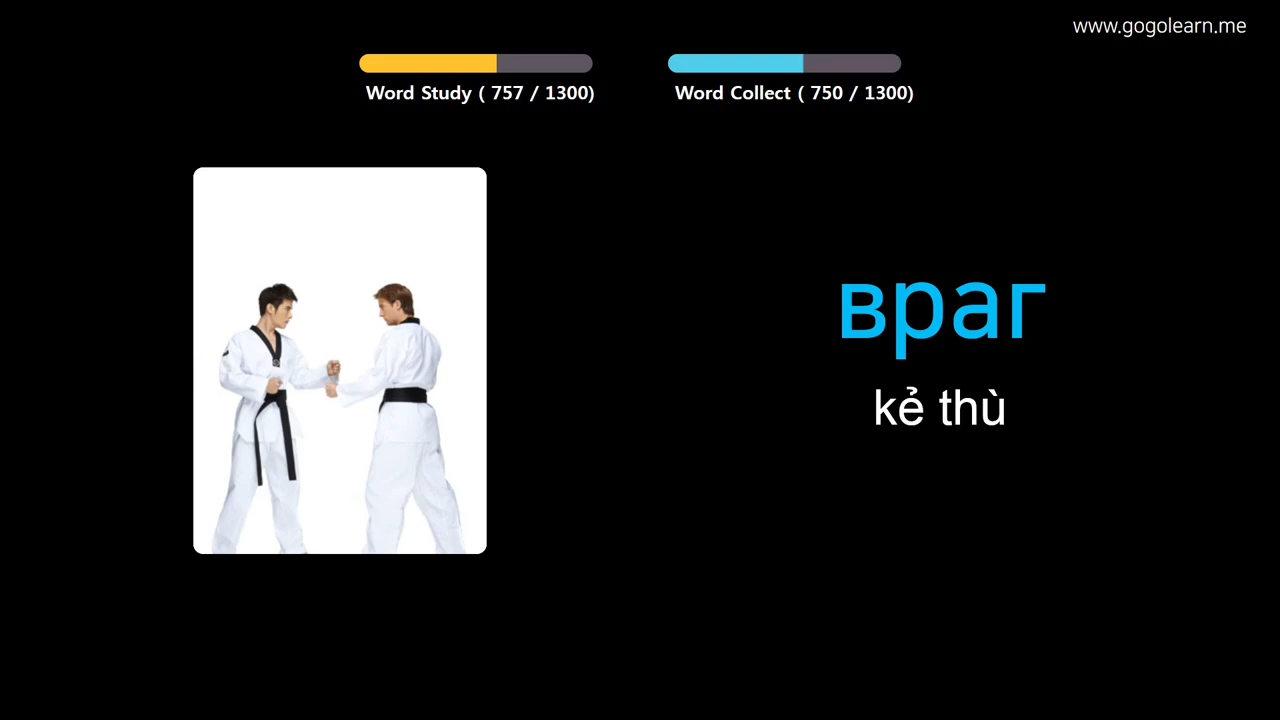 www.gogolearn.me
Word Study ( 757 / 1300)
Word Collect ( 750 / 1300)
враг
kẻ thù